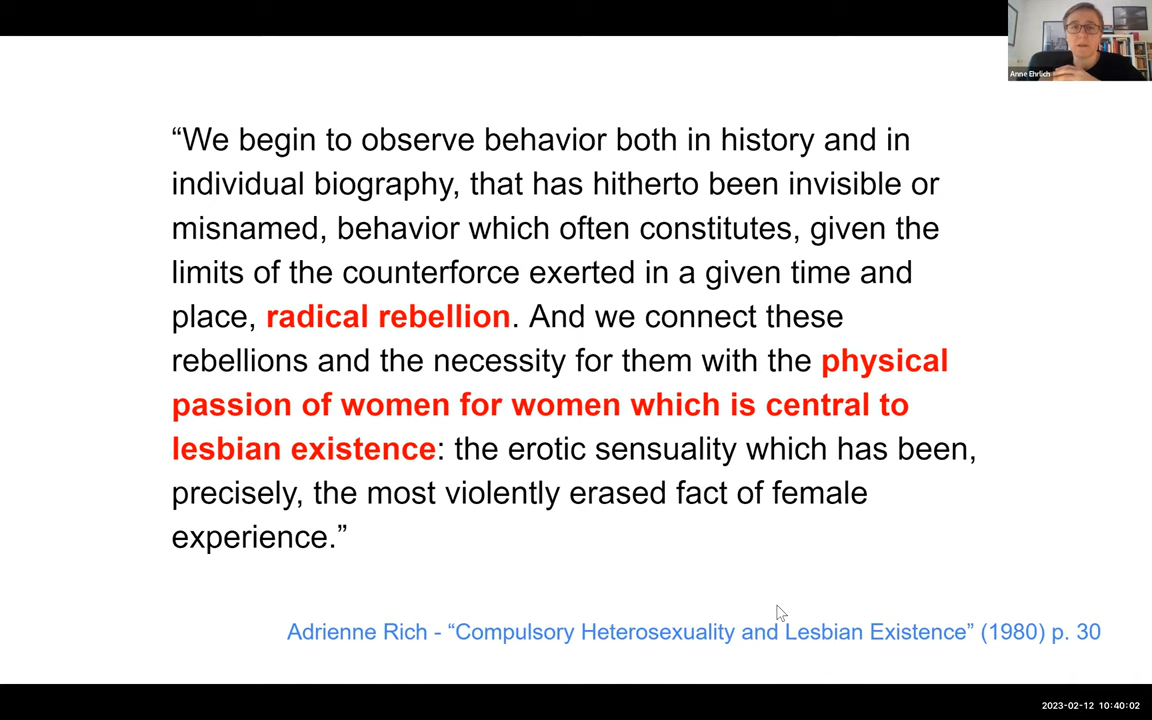 Anne Ehrlich
“We begin to observe behavior both in history and in
individual biography, that has hitherto been invisible or
misnamed, behavior which often constitutes, given the
limits of the counterforce exerted in a given time and
place, radical rebellion. And we connect these
rebellions and the necessity for them with the physical
passion of women for women which is central to
lesbian existence: the erotic sensuality which has been,
precisely, the most violently erased fact of female
experience.”
Adrienne Rich - “Compulsory Heterosexuality and Lesbian Existence” (1980) p. 30
2023-02-12 10:40:02